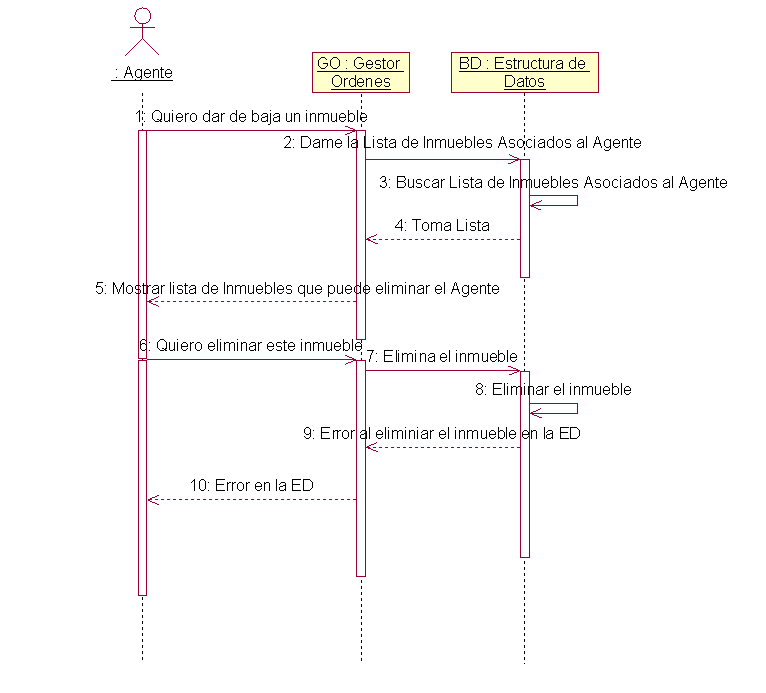 : Agente
GO : Gestor
Ordenes
BD : Estructura de
Datos
1: Quiero dar de baja un inmueble
2: Dame la Lista de Inmuebles Asociados al Agente
3: Buscar Lista de Inmuebles Asociados al Agente
4: Toma Lista
5: Mostrar lista de Inmuebles que puede eliminar el Agente
6: Quiero eliminar este inmueble
7: Elimina el inmueble
8: Eliminar el inmueble
9: Error al eliminiar el inmueble en la ED
10: Error en la ED